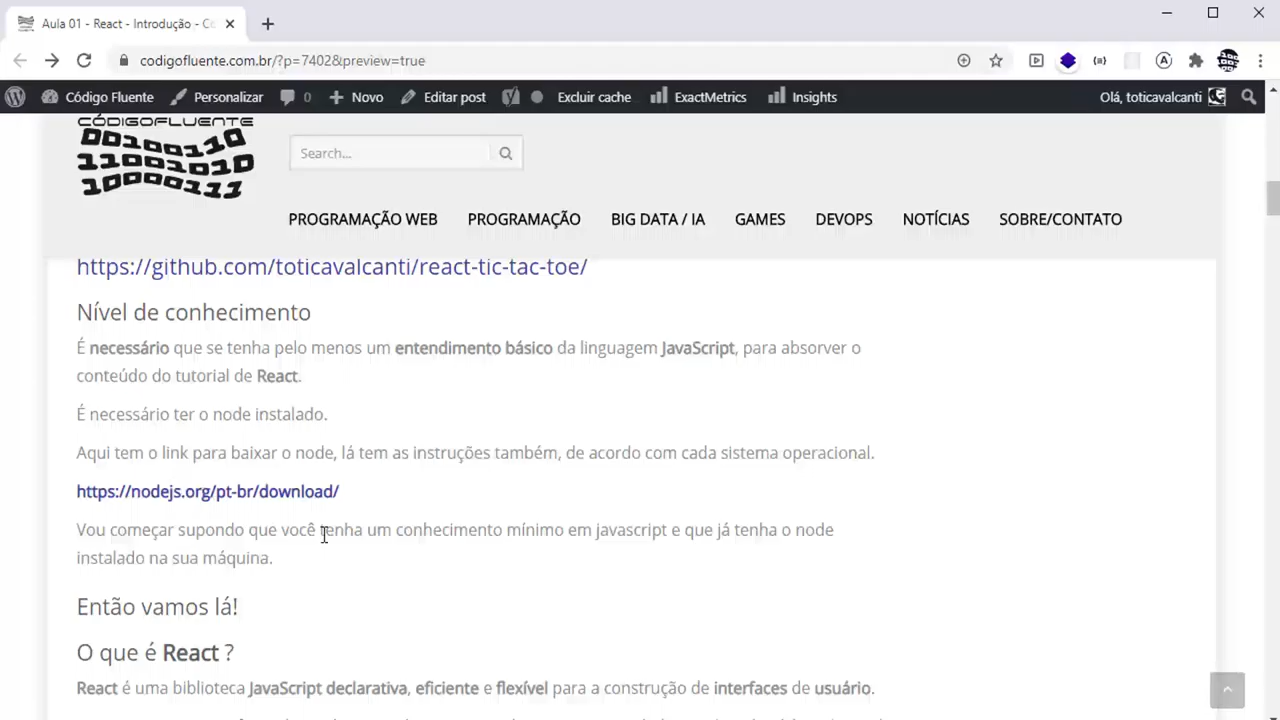 Aula 01 - React - Introdução - Co
codigofluente.com.br/?p=7402&preview=true
Código Fluente Personalizar 0 Novo Editar post Excluir cache ExactMetrics Insights Olá, toticavalcanti
CÓDIGOFLUENTE
00100110
11001010
10000111
Search...
PROGRAMAÇÃO WEB PROGRAMAÇÃO BIG DATA / IA GAMES DEVOPS NOTÍCIAS SOBRE/CONTATO
https://github.com/toticavalcanti/react-tic-tac-toe/
Nível de conhecimento
É necessário que se tenha pelo menos um entendimento básico da linguagem JavaScript, para absorver o
conteúdo do tutorial de React.
É necessário ter o node instalado.
Aqui tem o link para baixar o node, lá tem as instruções também, de acordo com cada sistema operacional.
https://nodejs.org/pt-br/download/
Vou começar supondo que você tenha um conhecimento mínimo em javascript e que já tenha o node
instalado na sua máquina.
Então vamos lá!
O que é React ?
React é uma biblioteca JavaScript declarativa, eficiente e flexível para a construção de interfaces de usuário.